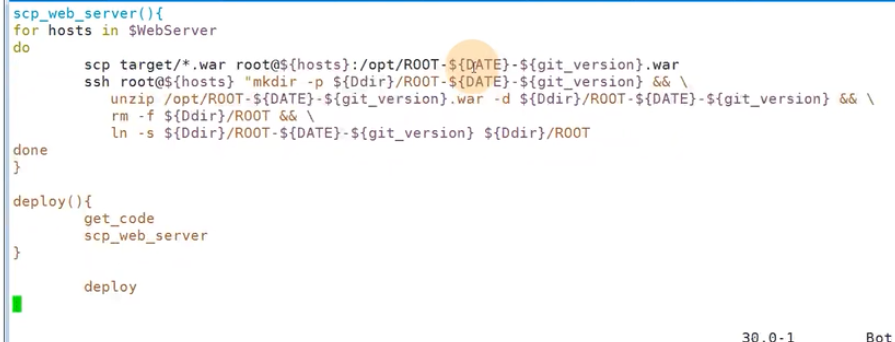 scp_web_server(){
for hosts in $WebServer
do
        scp target/*.war root@${hosts}:/opt/ROOT-${DATE}-${git_version}.war
        ssh root@${hosts} "mkdir -p ${Ddir}/ROOT-${DATE}-${git_version} && \
           unzip /opt/ROOT-${DATE}-${git_version}.war -d ${Ddir}/ROOT-${DATE}-${git_version} && \
           rm -f ${Ddir}/ROOT && \
           ln -s ${Ddir}/ROOT-${DATE}-${git_version} ${Ddir}/ROOT
done
}

deploy(){
        get_code
        scp_web_server
}

        deploy
30,0-1 Bot